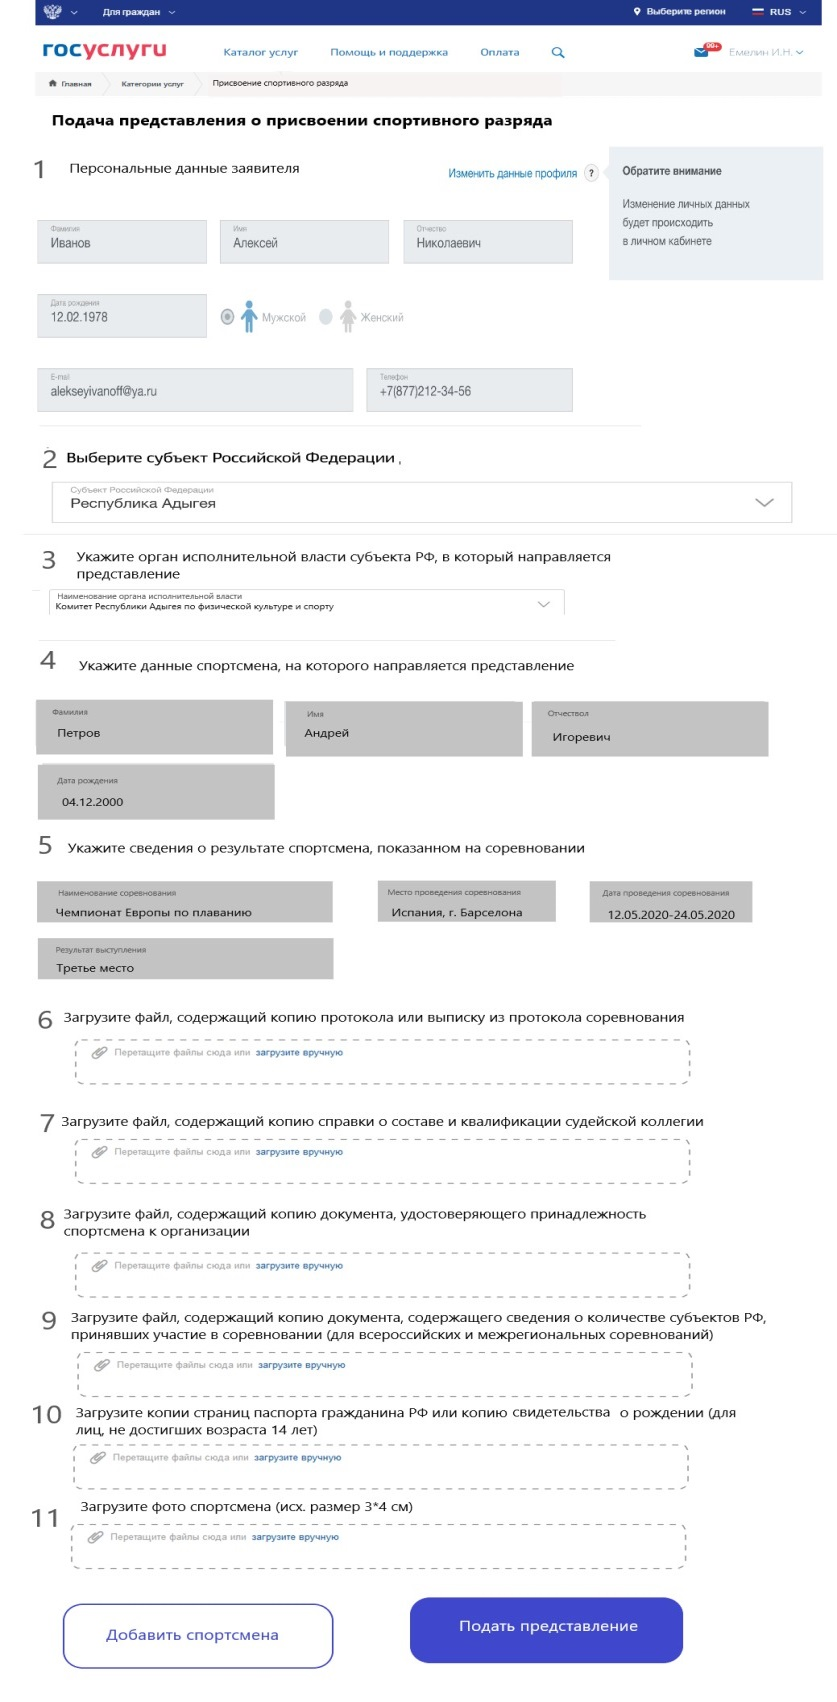 Для граждан
Выберите регион
RUS
госуслуги
Каталог услуг
Помощь и поддержка
Оплата
99+
Емелин И.Н.
Главная
Категории услуг
Присвоение спортивного разряда
Подача представления о присвоении спортивного разряда
1 Персональные данные заявителя
Изменить данные профиля ?
Обратите внимание
Изменение личных данных
будет происходить
в личном кабинете
Фамилия
Иванов
Имя
Алексей
Отчество
Николаевич
Дата рождения
12.02.1978
Мужской
Женский
E-mail
alekseyivanoff@ya.ru
Телефон
+7(877)212-34-56
2 Выберите субъект Российской Федерации ,
Субъект Российской Федерации
Республика Адыгея
3 Укажите орган исполнительной власти субъекта РФ, в который направляется
представление
Наименование органа исполнительной власти
Комитет Республики Адыгея по физической культуре и спорту
4 Укажите данные спортсмена, на которого направляется представление
Фамилия
Петров
Имя
Андрей
Отчествол
Игоревич
Дата рождения
04.12.2000
5 Укажите сведения о результате спортсмена, показанном на соревновании
Наименование соревнования
Чемпионат Европы по плаванию
Место проведения соревнования
Испания, г. Барселона
Дата проведения соревнования
12.05.2020-24.05.2020
Результат выступления
Третье место
6 Загрузите файл, содержащий копию протокола или выписку из протокола соревнования
Перетащите файлы сюда или загрузите вручную
7 Загрузите файл, содержащий копию справки о составе и квалификации судейской коллегии
Перетащите файлы сюда или загрузите вручную
8 Загрузите файл, содержащий копию документа, удостоверяющего принадлежность
спортсмена к организации
Перетащите файлы сюда или загрузите вручную
9 Загрузите файл, содержащий копию документа, содержащего сведения о количестве субъектов РФ,
принявших участие в соревновании (для всероссийских и межрегиональных соревнований)
Перетащите файлы сюда или загрузите вручную
10 Загрузите копии страниц паспорта гражданина РФ или копию свидетельства о рождении (для
лиц, не достигших возраста 14 лет)
Перетащите файлы сюда или загрузите вручную
11 Загрузите фото спортсмена (исх. размер 3*4 см)
Перетащите файлы сюда или загрузите вручную
Добавить спортсмена
Подать представление